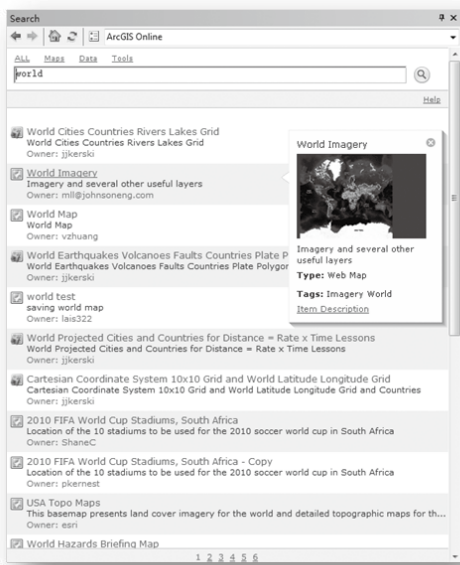 Search
ArcGIS Online
ALL Maps Data Tools
world
Help
World Cities Countries Rivers Lakes Grid
World Cities Countries Rivers Lakes Grid
Owner: jjkerski
World Imagery
Imagery and several other useful layers
Owner: mll@johnsoneng.com
World Map
World Map
Owner: vzhuang
World Earthquakes Volcanoes Faults Countries Plate P
World Earthquakes Volcanoes Faults Countries Plate Polygor
Owner: jjkerski
world test
saving world map
Owner: lais322
World Projected Cities and Countries for Distance = Rate x Time Lessons
World Projected Cities and Countries for Distance = Rate x Time Lessons
Owner: jjkerski
Cartesian Coordinate System 10x10 Grid and World Latitude Longitude Grid
Cartesian Coordinate System 10x10 Grid and World Latitude Longitude Grid and Countries
Owner: jjkerski
2010 FIFA World Cup Stadiums, South Africa
Location of the 10 stadiums to be used for the 2010 soccer world cup in South Africa
Owner: ShaneC
2010 FIFA World Cup Stadiums, South Africa - Copy
Location of the 10 stadiums to be used for the 2010 soccer world cup in South Africa
Owner: pkernest
USA Topo Maps
This basemap presents land cover imagery for the world and detailed topographic maps for th...
Owner: esri
World Hazards Briefing Map
1 2 3 4 5 6
World Imagery
Imagery and several other
useful layers
Type: Web Map
Tags: Imagery World
Item Description